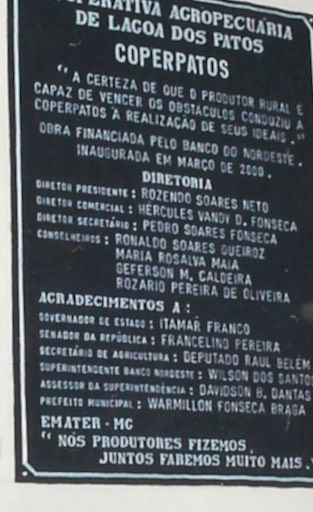 OPERATIVA AGROPECUÁRIA
DE LAGOA DOS PATOS
COPERPATOS
“ A CERTEZA DE QUE O PRODUTOR RURAL É
CAPAZ DE VENCER OS OBSTACULOS CONDUZIU A
COPERPATOS À REALIZAÇÃO DE SEUS IDEAIS . ”
OBRA FINANCIADA PELO BANCO DO NORDESTE .
INAUGURADA EM MARÇO DE 2000 .
DIRETORIA
DIRETOR PRESIDENTE : ROZENDO SOARES NETO
DIRETOR COMERCIAL : HÉRCULES VANDY D. FONSECA
DIRETOR SECRETÁRIO : PEDRO SOARES FONSECA
CONSELHEIROS : RONALDO SOARES QUEIROZ
MARIA ROSALVA MAIA
GEFERSON M. CALDEIRA
ROZARIO PEREIRA DE OLIVEIRA
AGRADECIMENTOS A :
GOVERNADOR DE ESTADO : ITAMAR FRANCO
SENADOR DA REPÚBLICA : FRANCELINO PEREIRA
SECRETÁRIO DE AGRICULTURA : DEPUTADO RAUL BELÉM
SUPERINTENDENTE BANCO NORDESTE : WILSON DOS SANTOS
ASSESSOR DA SUPERINTENDÊNCIA : DAVIDSON B. DANTAS
PREFEITO MUNICIPAL : WARMILLON FONSECA BRAGA
EMATER - MG
“ NÓS PRODUTORES FIZEMOS,
JUNTOS FAREMOS MUITO MAIS . ”